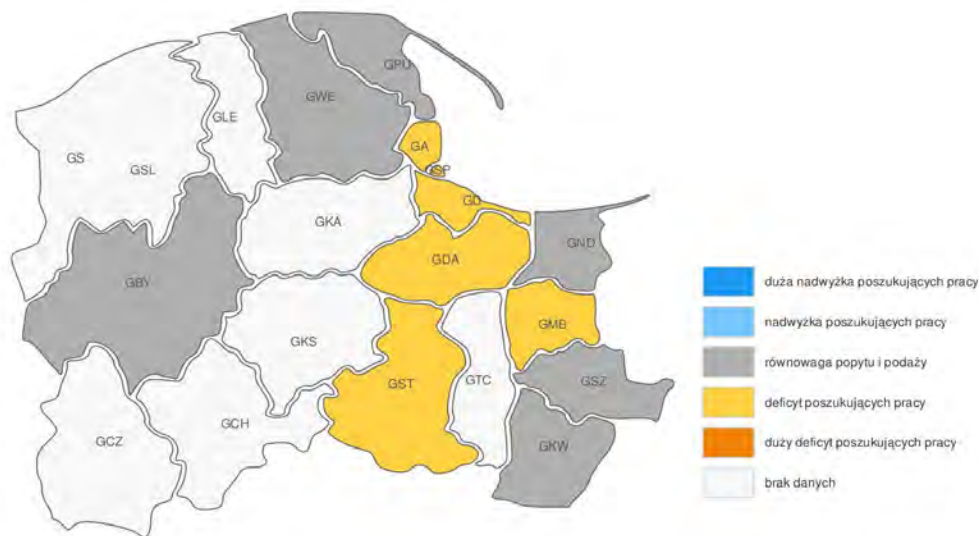 GPU
GWE
GLE
GA
GS
GSL
GSP
GD
GKA
GND
GDA
GBY
GMB
GKS
GTC
GST
GSZ
GCH
GCZ
GKW
duża nadwyżka poszukujących pracy
nadwyżka poszukujących pracy
równowaga popytu i podaży
deficyt poszukujących pracy
duży deficyt poszukujących pracy
brak danych